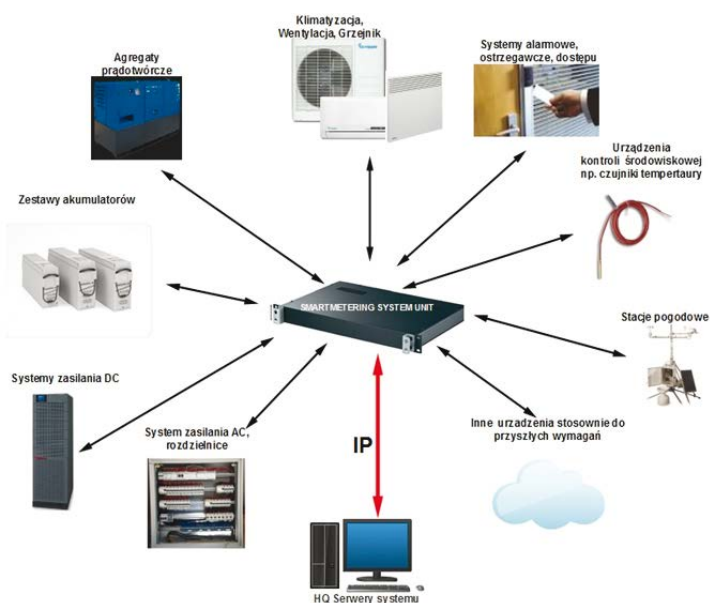 Klimatyzacja,
Wentylacja, Grzejnik
Agregaty
prądotwórcze
Systemy alarmowe,
ostrzegawcze, dostępu
Urządzenia
kontroli środowiskowej
np. czujniki tempertaury
Zestawy akumulatorów
SMARTMETERING SYSTEM UNIT
Stacje pogodowe
Systemy zasilania DC
System zasilania AC,
rozdzielnice
IP
Inne urzadzenia stosownie do
przyszłych wymagań
HQ Serwery systemu